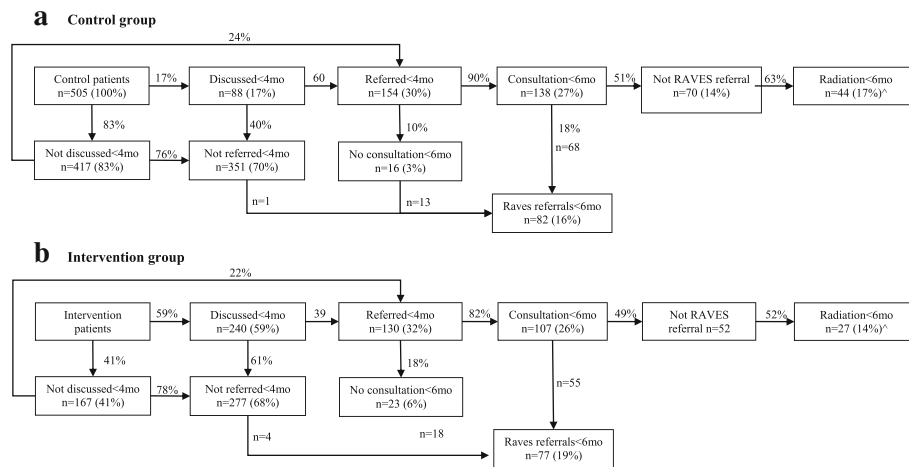 a Control group
24%
Control patients
n=505 (100%)
17%
Discussed<4mo
n=88 (17%)
60
Referred<4mo
n=154 (30%)
90%
Consultation<6mo
n=138 (27%)
51%
Not RAVES referral
n=70 (14%)
63%
Radiation<6mo
n=44 (17%)^
83%
40%
10%
18%
n=68
Not discussed<4mo
n=417 (83%)
76%
Not referred<4mo
n=351 (70%)
No consultation<6mo
n=16 (3%)
n=1
n=13
Raves referrals<6mo
n=82 (16%)
b Intervention group
22%
Intervention
patients
59%
Discussed<4mo
n=240 (59%)
39
Referred<4mo
n=130 (32%)
82%
Consultation<6mo
n=107 (26%)
49%
Not RAVES
referral n=52
52%
Radiation<6mo
n=27 (14%)^
41%
61%
18%
n=55
Not discussed<4mo
n=167 (41%)
78%
Not referred<4mo
n=277 (68%)
No consultation<6mo
n=23 (6%)
n=4
n=18
Raves referrals<6mo
n=77 (19%)